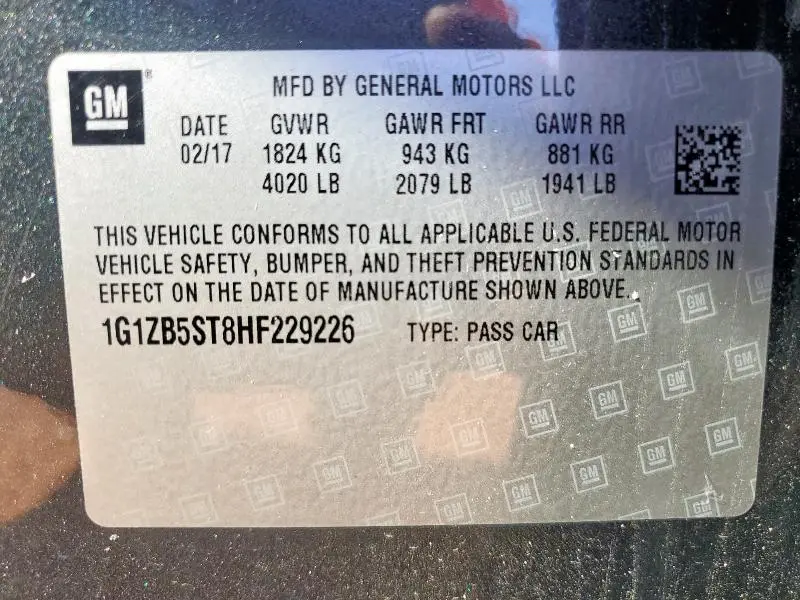 GM
MFD BY GENERAL MOTORS LLC
DATE GVWR GAWR FRT GAWR RR
02/17 1824 KG 943 KG 881 KG
4020 LB 2079 LB 1941 LB
THIS VEHICLE CONFORMS TO ALL APPLICABLE U.S. FEDERAL MOTOR
VEHICLE SAFETY, BUMPER, AND THEFT PREVENTION STANDARDS IN
EFFECT ON THE DATE OF MANUFACTURE SHOWN ABOVE.
1G1ZB5ST8HF229226 TYPE: PASS CAR